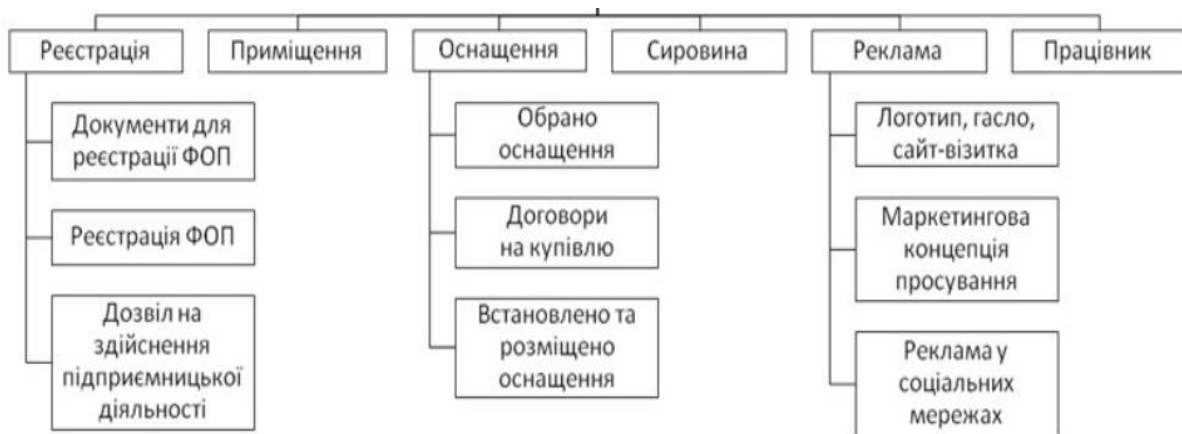 Реєстрація
Приміщення
Оснащення
Сировина
Реклама
Працівник
Документи для
реєстрації ФОП
Реєстрація ФОП
Дозвіл на
здійснення
підприємницької
діяльності
Обрано
оснащення
Договори
на купівлю
Встановлено та
розміщено
оснащення
Логотип, гасло,
сайт-візитка
Маркетингова
концепція
просування
Реклама у
соціальних
мережах